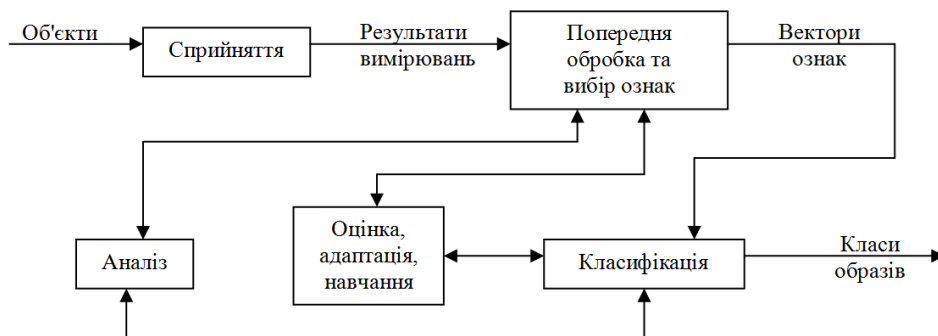 Об'єкти
Сприйняття
Результати
вимірювань
Попередня
обробка та
вибір ознак
Вектори
ознак
Аналіз
Оцінка,
адаптація,
навчання
Класифікація
Класи
образів